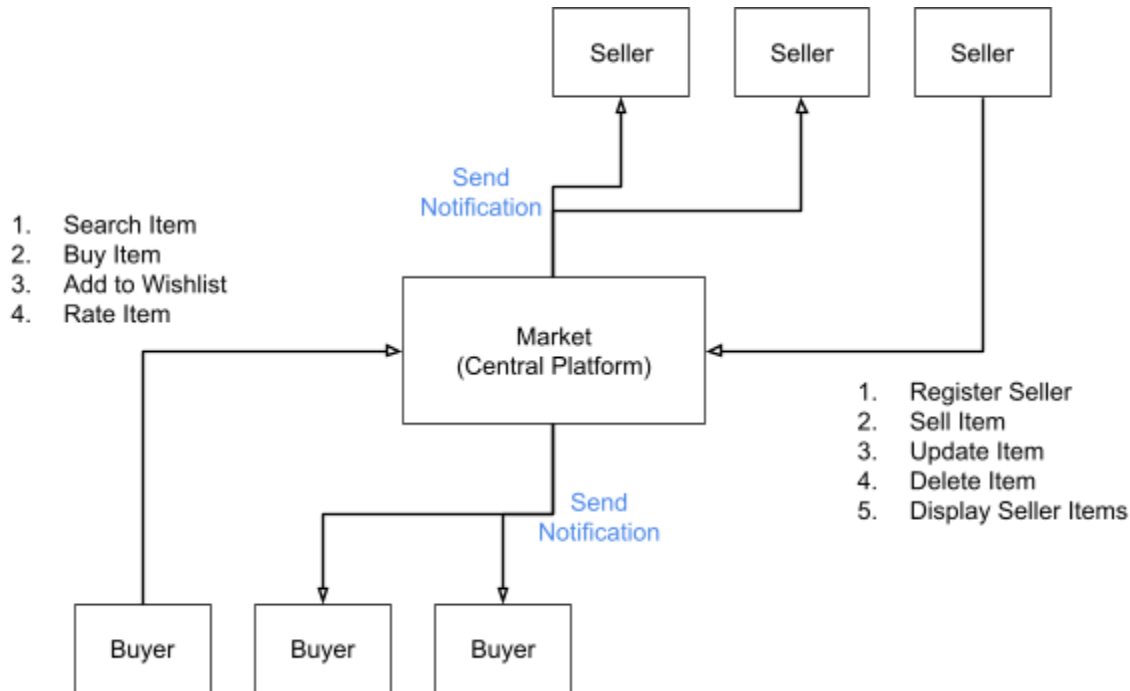 Seller
Seller
Seller
Send
Notification
1. Search Item
2. Buy Item
3. Add to Wishlist
4. Rate Item
Market
(Central Platform)
1. Register Seller
2. Sell Item
3. Update Item
4. Delete Item
5. Display Seller Items
Send
Notification
Buyer
Buyer
Buyer